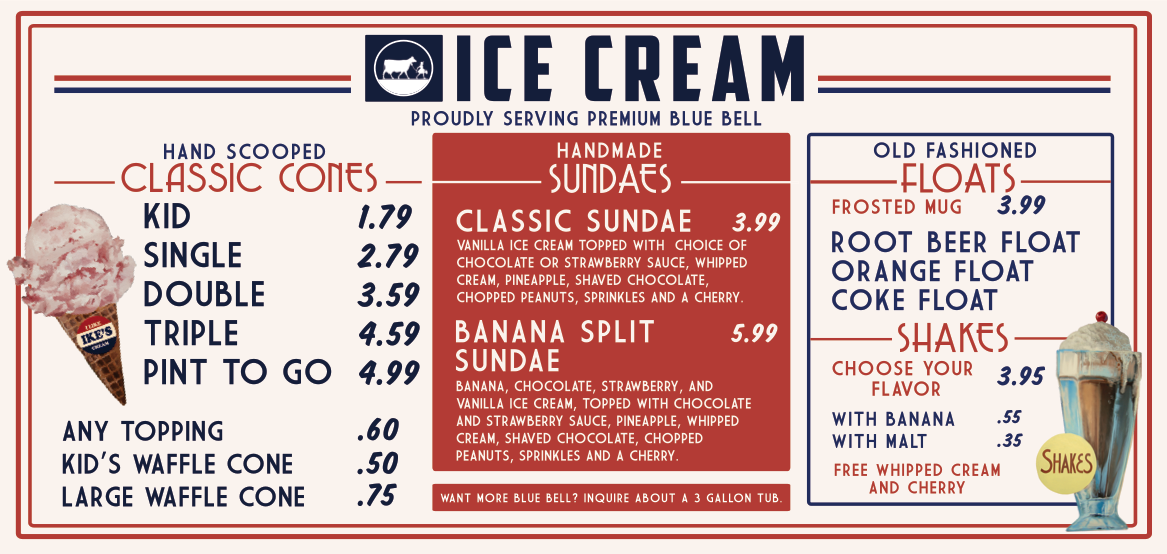 ICE CREAM
PROUDLY SERVING PREMIUM BLUE BELL
HAND SCOOPED
CLASSIC CONES
KID 1.79
SINGLE 2.79
DOUBLE 3.59
TRIPLE 4.59
PINT TO GO 4.99
I LIKE
IKE'S
CREAM
ANY TOPPING .60
KID'S WAFFLE CONE .50
LARGE WAFFLE CONE .75
HANDMADE
SUNDAES
CLASSIC SUNDAE 3.99
VANILLA ICE CREAM TOPPED WITH CHOICE OF
CHOCOLATE OR STRAWBERRY SAUCE, WHIPPED
CREAM, PINEAPPLE, SHAVED CHOCOLATE,
CHOPPED PEANUTS, SPRINKLES AND A CHERRY.
BANANA SPLIT 5.99
SUNDAE
BANANA, CHOCOLATE, STRAWBERRY, AND
VANILLA ICE CREAM, TOPPED WITH CHOCOLATE
AND STRAWBERRY SAUCE, PINEAPPLE, WHIPPED
CREAM, SHAVED CHOCOLATE, CHOPPED
PEANUTS, SPRINKLES AND A CHERRY.
WANT MORE BLUE BELL? INQUIRE ABOUT A 3 GALLON TUB.
OLD FASHIONED
FLOATS
FROSTED MUG 3.99
ROOT BEER FLOAT
ORANGE FLOAT
COKE FLOAT
SHAKES
CHOOSE YOUR
FLAVOR 3.95
WITH BANANA .55
WITH MALT .35
FREE WHIPPED CREAM
AND CHERRY
SHAKES